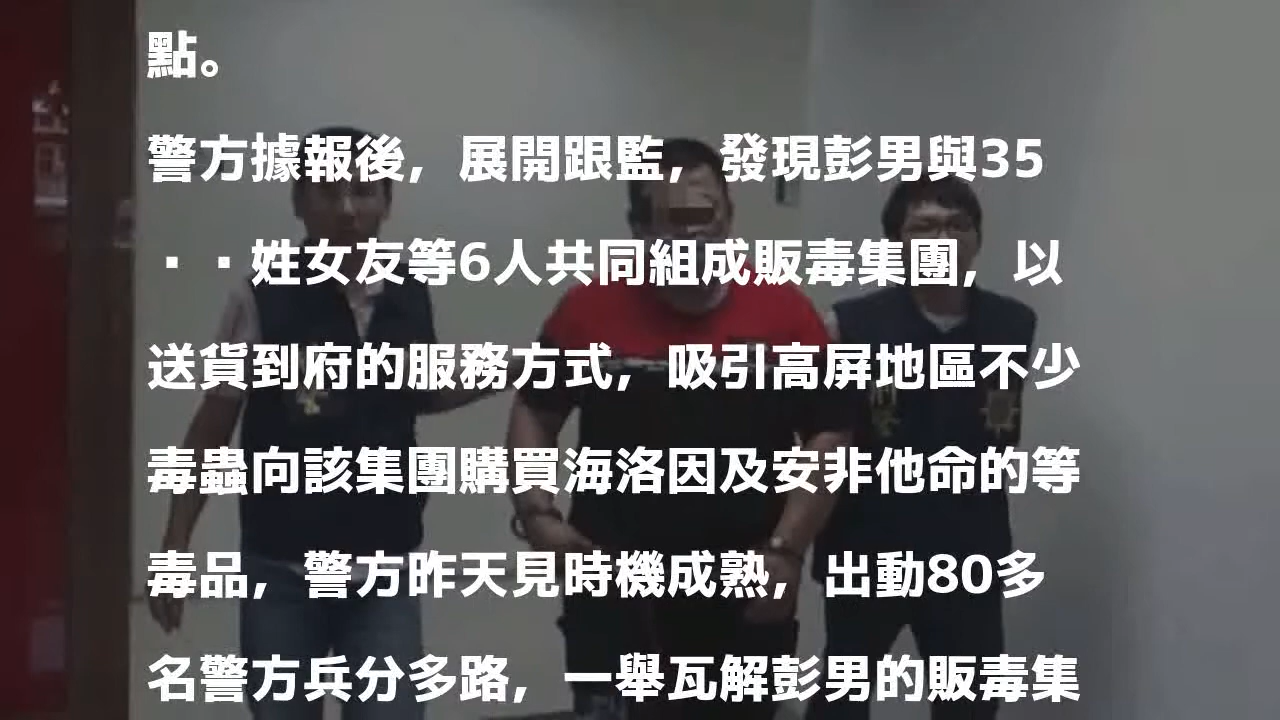 點。
警方據報後，展開跟監，發現彭男與35
··姓女友等6人共同組成販毒集團，以
送貨到府的服務方式，吸引高屏地區不少
毒蟲向該集團購買海洛因及安非他命的等
毒品，警方昨天見時機成熟，出動80多
名警方兵分多路，一舉瓦解彭男的販毒集